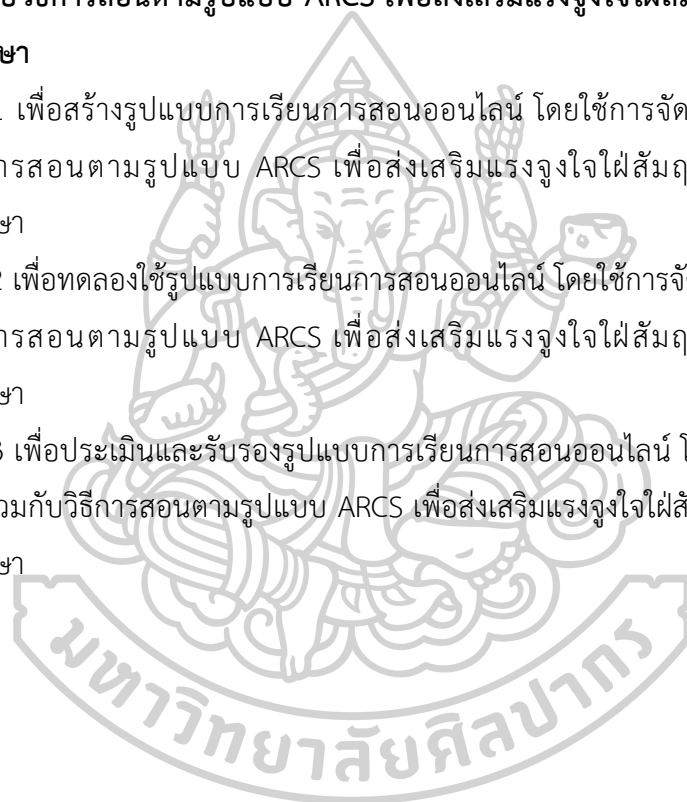 วิธีการสอนตามรูปแบบ ARCS เพื่อส่งเสริมแรงจูงใจใฝ่สัม
ษา
เพื่อสร้างรูปแบบการเรียนการสอนออนไลน์ โดยใช้การจัด
ารสอนตามรูปแบบ ARCS เพื่อส่งเสริมแรงจูงใจใฝ่สัมฤ
ษา
2 เพื่อทดลองใช้รูปแบบการเรียนการสอนออนไลน์ โดยใช้การจั
ารสอนตามรูปแบบ ARCS เพื่อส่งเสริมแรงจูงใจใฝ่สัมฤ
ษา
3 เพื่อประเมินและรับรองรูปแบบการเรียนการสอนออนไลน์ โ
วมกับวิธีการสอนตามรูปแบบ ARCS เพื่อส่งเสริมแรงจูงใจใฝ่สั
ษา
มหาวิทยาลัยศิลปากร